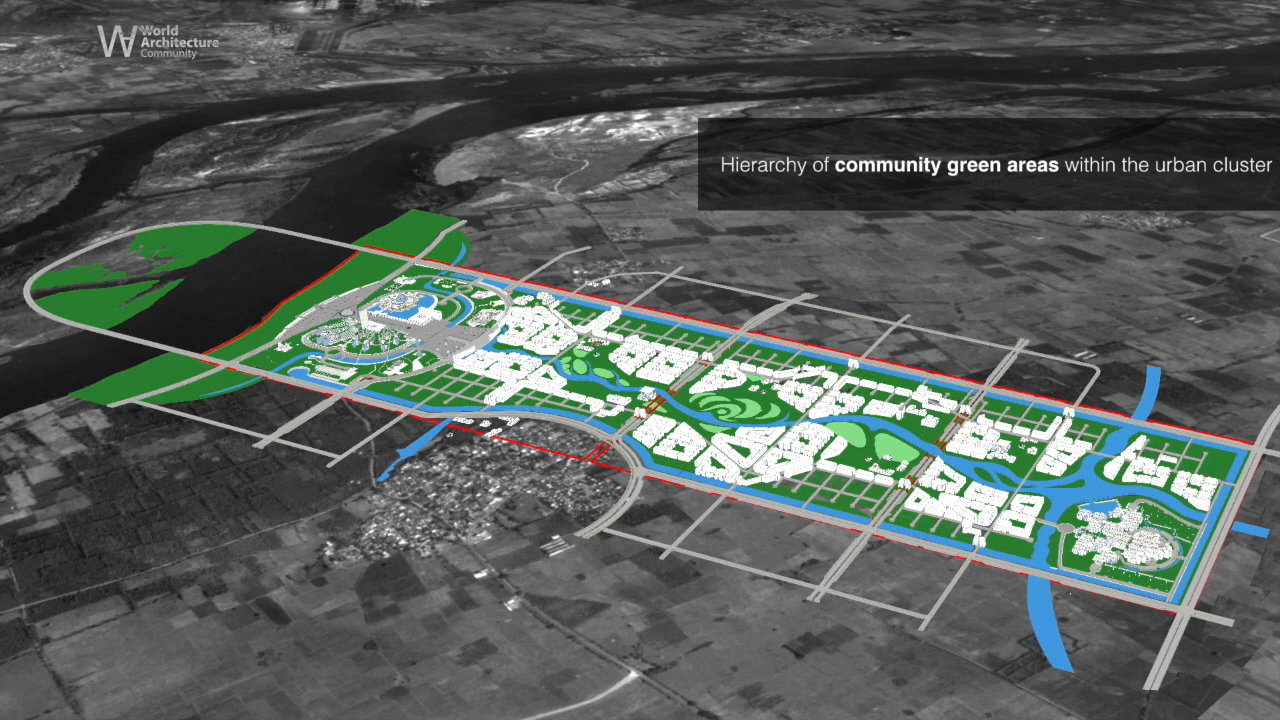 World
Architecture
Community
Hierarchy of community green areas within the urban cluster